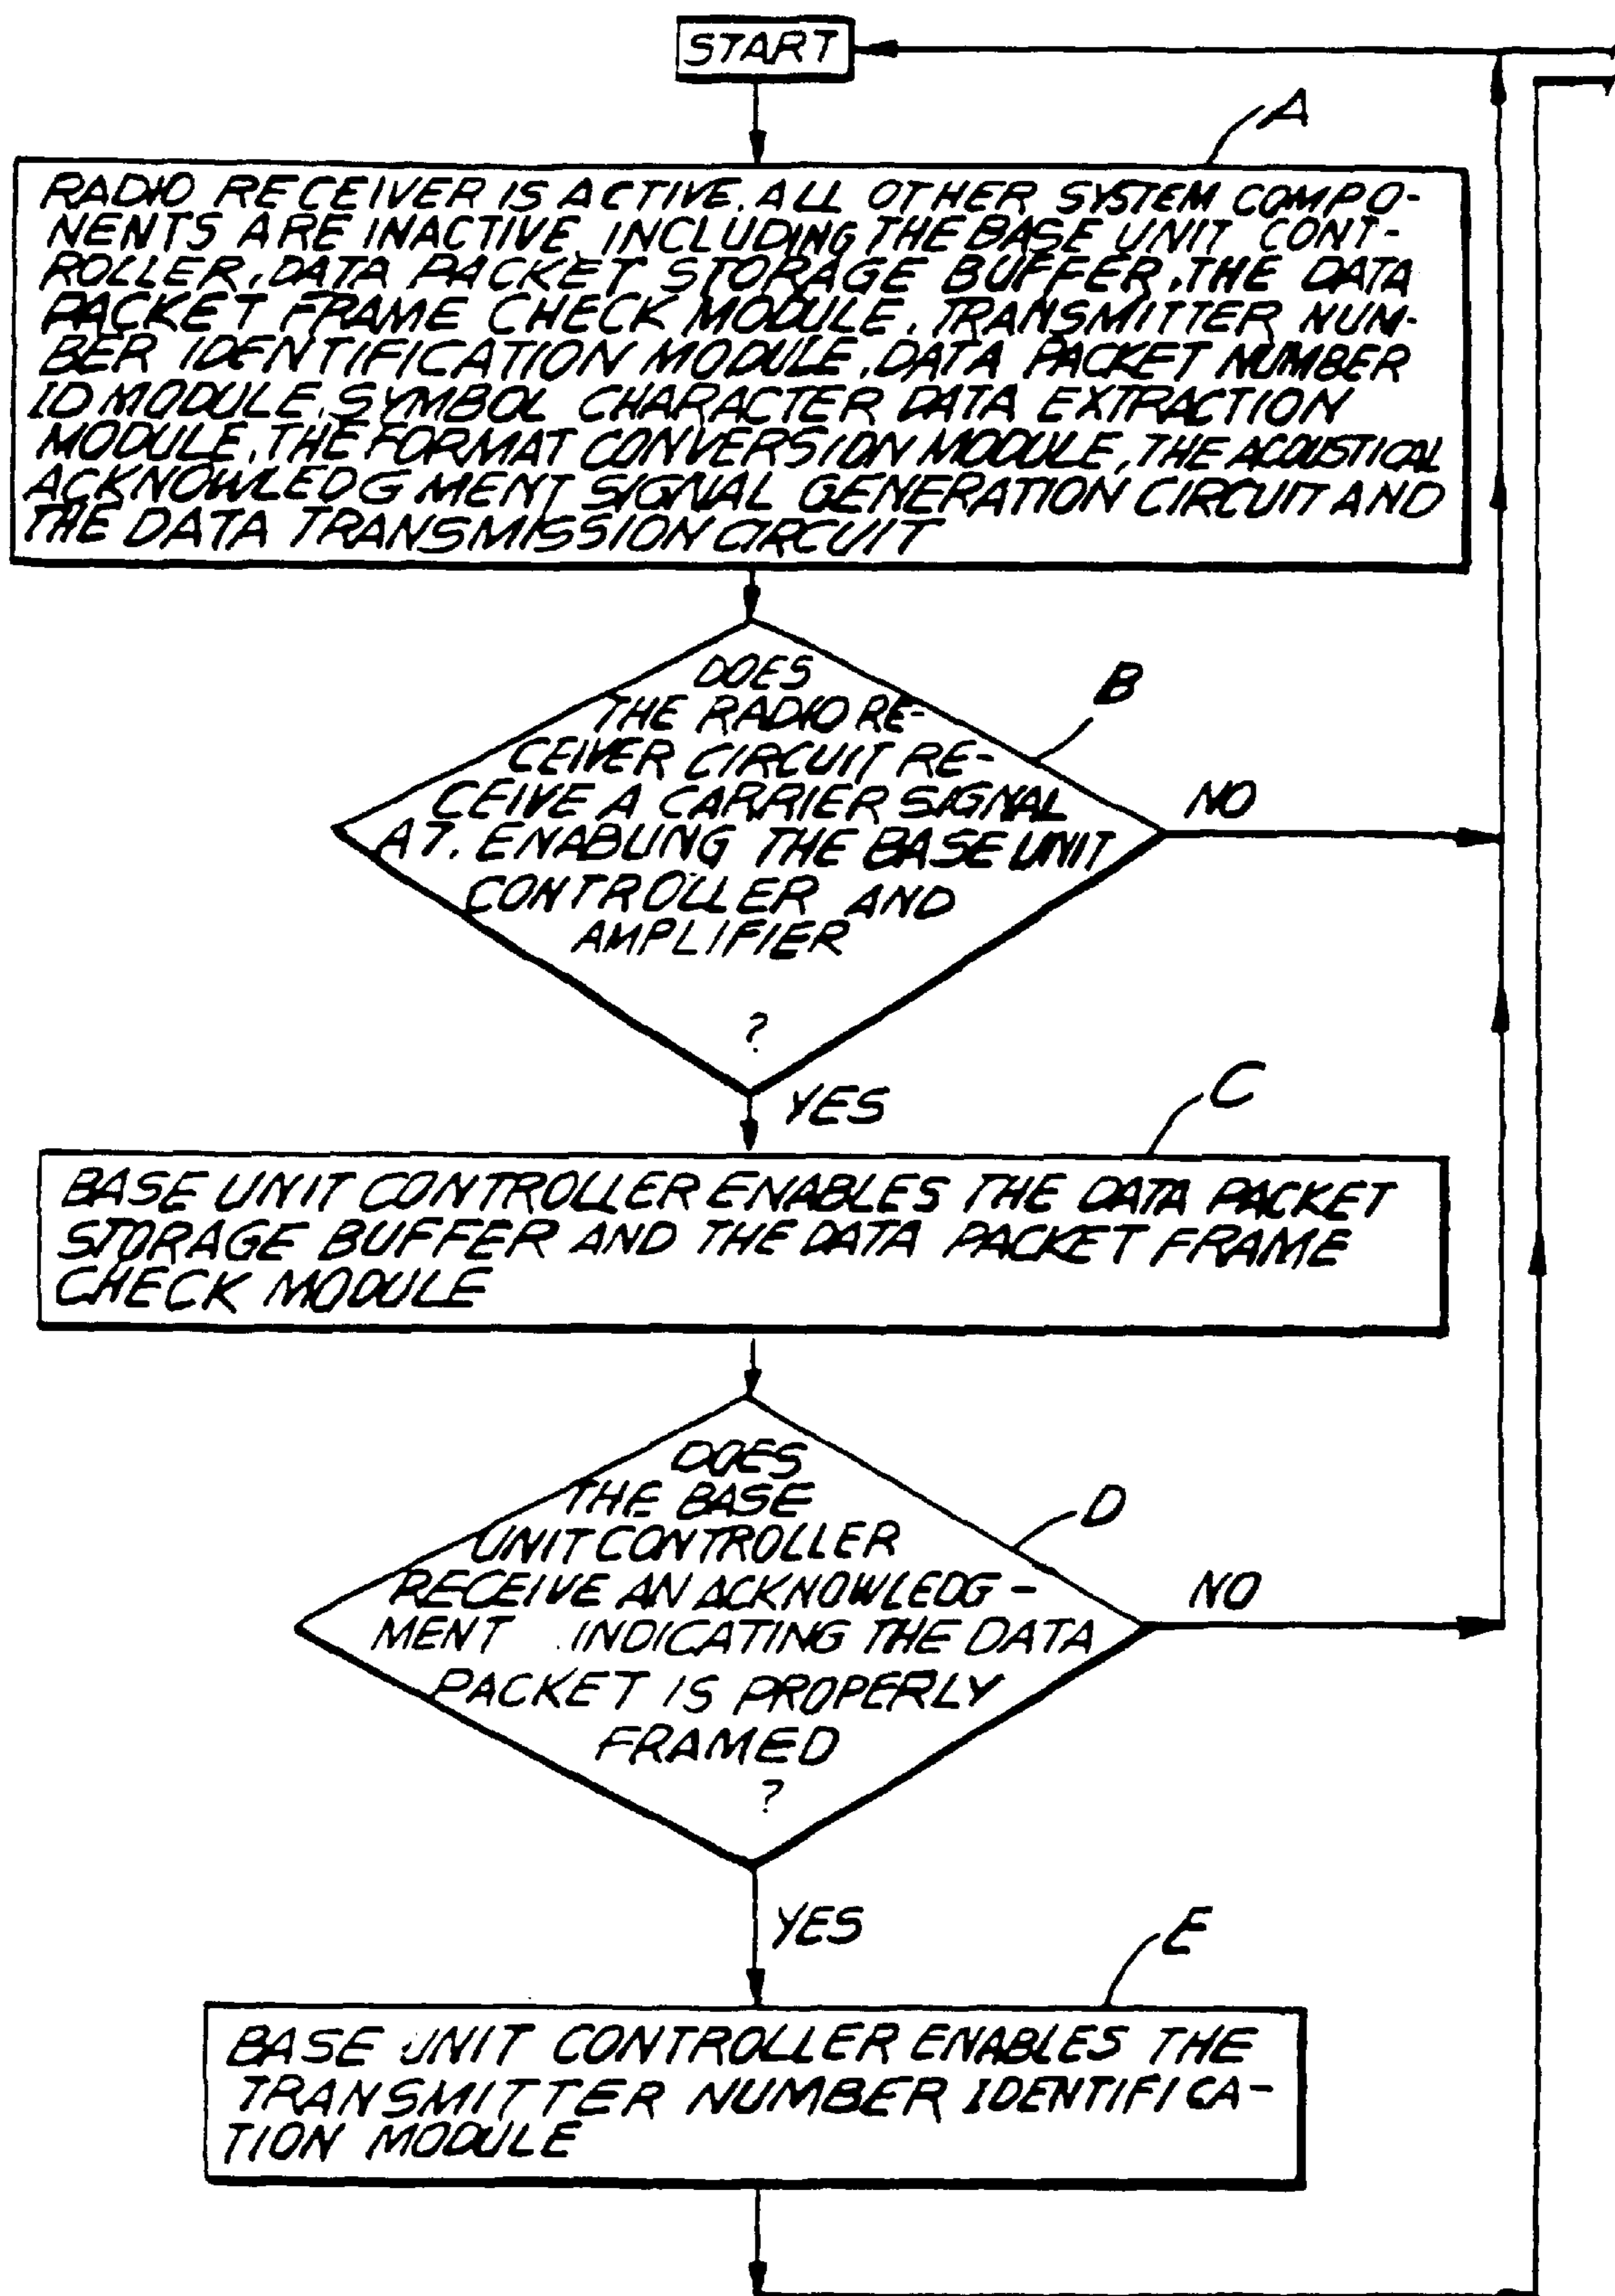 START
A
RADIO RECEIVER IS ACTIVE. ALL OTHER SYSTEM COMPO-
NENTS ARE INACTIVE, INCLUDING THE BASE UNIT CONT-
ROLLER, DATA PACKET STORAGE BUFFER, THE DATA
PACKET FRAME CHECK MODULE, TRANSMITTER NUM-
BER IDENTIFICATION MODULE, DATA PACKET NUMBER
ID MODULE, SYMBOL CHARACTER DATA EXTRACTION
MODULE, THE FORMAT CONVERSION MODULE, THE ACOUSTICAL
ACKNOWLEDGMENT SIGNAL GENERATION CIRCUIT AND
THE DATA TRANSMISSION CIRCUIT
B
DOES
THE RADIO RE-
CEIVER CIRCUIT RE-
CEIVE A CARRIER SIGNAL
AT. ENABLING THE BASE UNIT
CONTROLLER AND
AMPLIFIER
?
NO
YES
C
BASE UNIT CONTROLLER ENABLES THE DATA PACKET
STORAGE BUFFER AND THE DATA PACKET FRAME
CHECK MODULE
D
DOES
THE BASE
UNIT CONTROLLER
RECEIVE AN ACKNOWLEDG-
MENT INDICATING THE DATA
PACKET IS PROPERLY
FRAMED
?
NO
YES
E
BASE UNIT CONTROLLER ENABLES THE
TRANSMITTER NUMBER IDENTIFICA-
TION MODULE